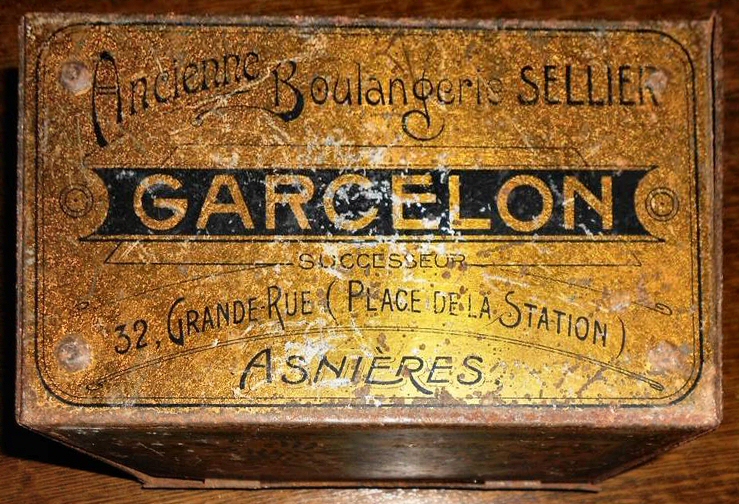 Ancienne Boulangerie SELLIER
GARCELON
SUCCESSEUR
32, GRANDE-RUE (PLACE DE LA STATION)
ASNIÈRES